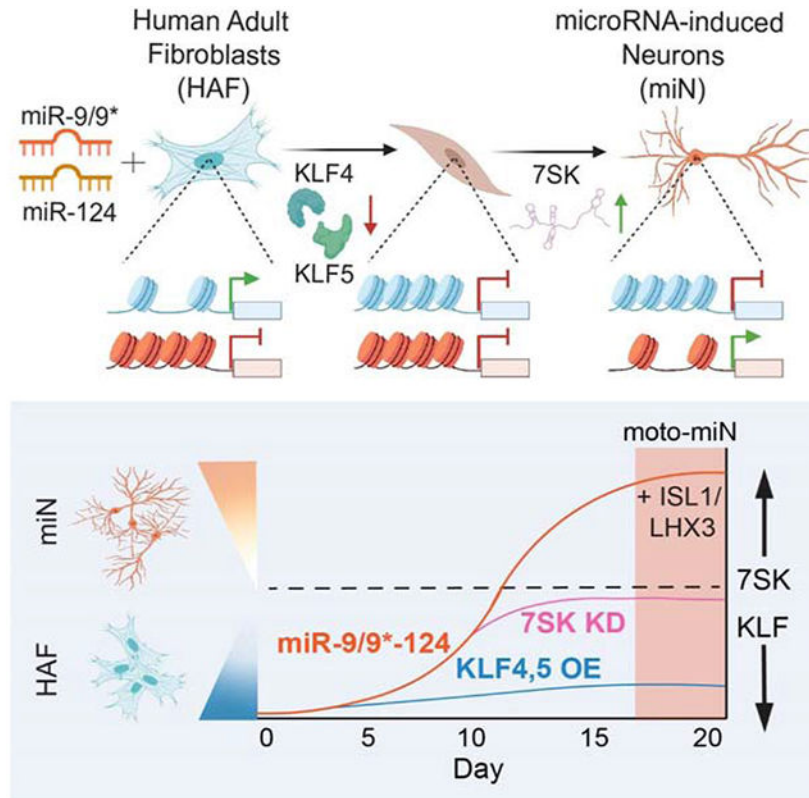 Human Adult
Fibroblasts
(HAF)
microRNA-induced
Neurons
(miN)
miR-9/9*
+
miR-124
KLF4
KLF5
7SK
moto-miN
+ ISL1/
LHX3
miN
HAF
7SK
KLF
miR-9/9*-124
7SK KD
KLF4,5 OE
0 5 10 15 20
Day